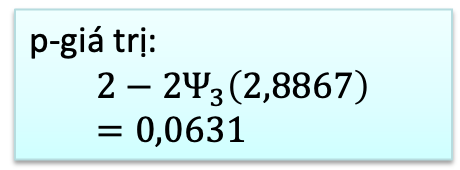 p-giá trị:
2 − 2Ψ₃(2,8867)
= 0,0631